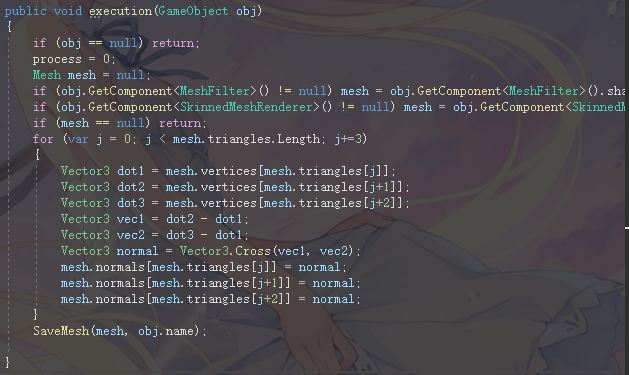 public void execution(GameObject obj)
{
if (obj == null) return;
process = 0;
Mesh mesh = null;
if (obj.GetComponent<MeshFilter>() != null) mesh = obj.GetComponent<MeshFilter>().sha
if (obj.GetComponent<SkinnedMeshRenderer>() != null) mesh = obj.GetComponent<SkinnedM
if (mesh == null) return;
for (var j = 0; j < mesh.triangles.Length; j+=3)
{
Vector3 dot1 = mesh.vertices[mesh.triangles[j]];
Vector3 dot2 = mesh.vertices[mesh.triangles[j+1]];
Vector3 dot3 = mesh.vertices[mesh.triangles[j+2]];
Vector3 vec1 = dot2 - dot1;
Vector3 vec2 = dot3 - dot1;
Vector3 normal = Vector3.Cross(vec1, vec2);
mesh.normals[mesh.triangles[j]] = normal;
mesh.normals[mesh.triangles[j+1]] = normal;
mesh.normals[mesh.triangles[j+2]] = normal;
}
SaveMesh(mesh, obj.name);
}